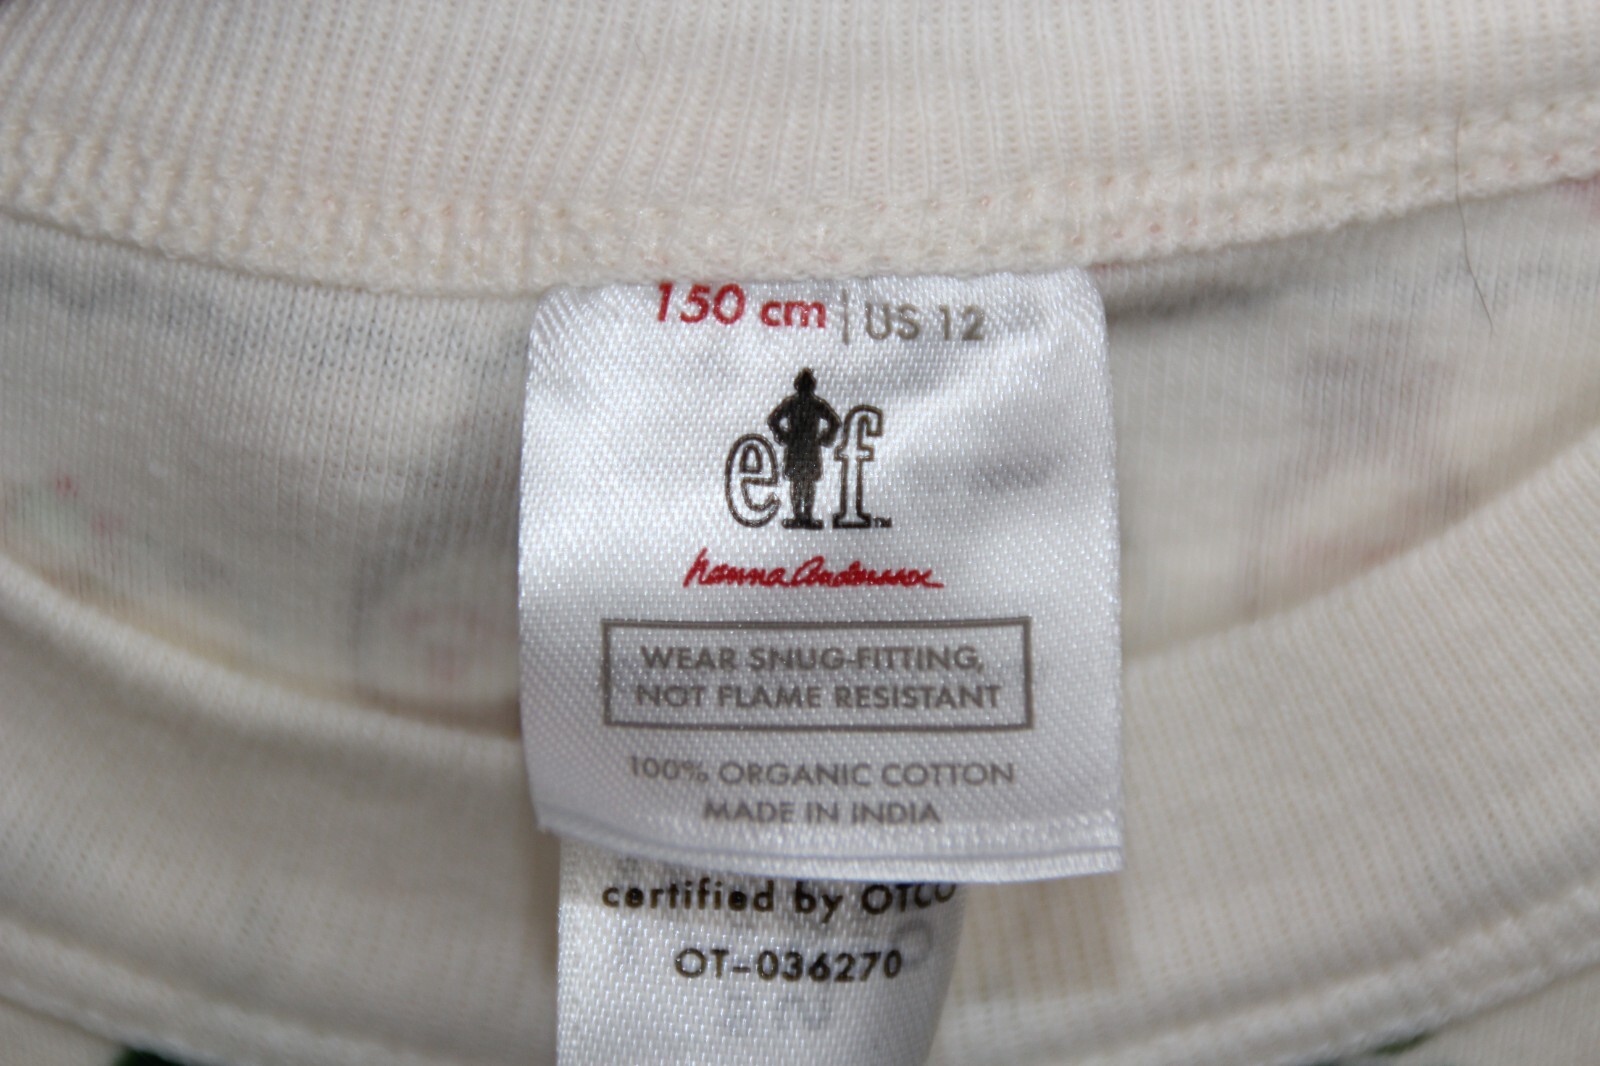 150 cm | US 12
elf™
hanna andersson
WEAR SNUG-FITTING,
NOT FLAME RESISTANT
100% ORGANIC COTTON
MADE IN INDIA
certified by OTCO
OT-036270